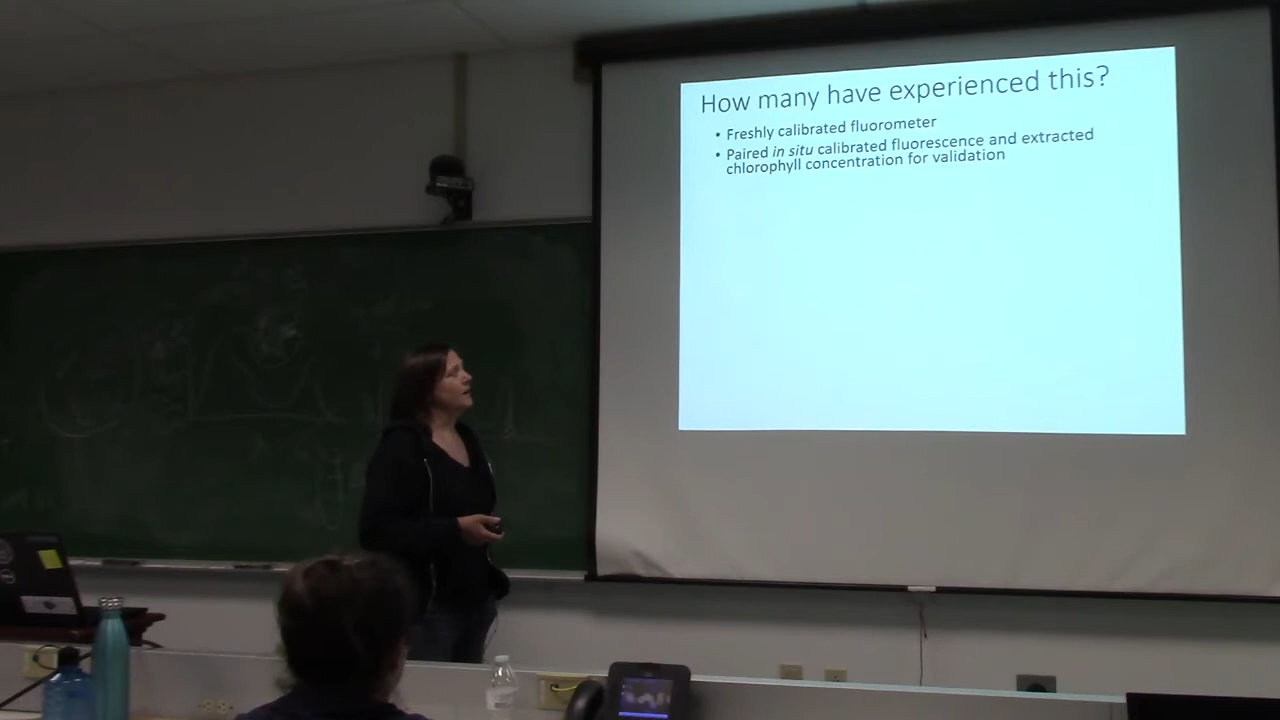 How many have experienced this?
• Freshly calibrated fluorometer
• Paired in situ calibrated fluorescence and extracted
chlorophyll concentration for validation